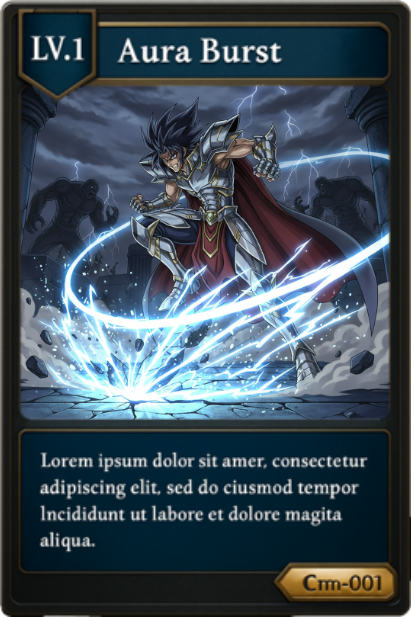 LV.1
Aura Burst
Lorem ipsum dolor sit amer, consectetur
adipiscing elit, sed do ciusmod tempor
Incididunt ut labore et dolore magita
aliqua.
Crm-001